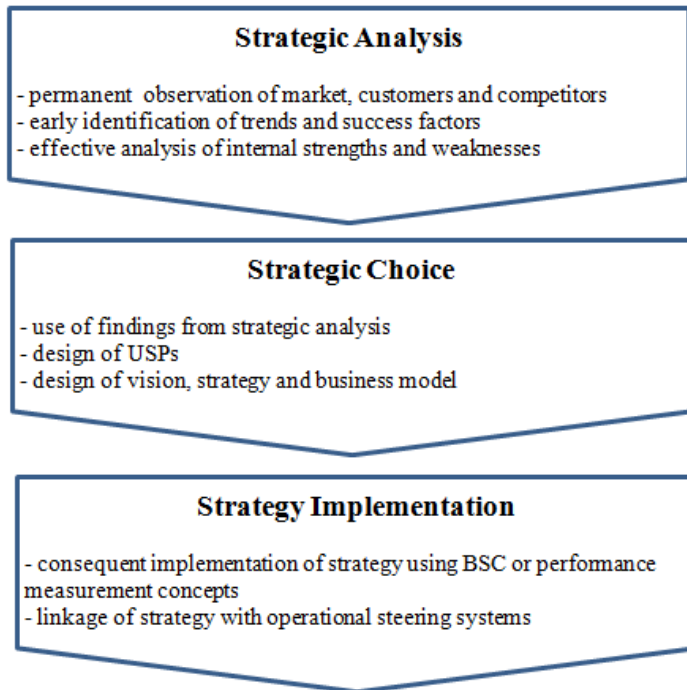 Strategic Analysis
- permanent  observation of market, customers and competitors
- early identification of trends and success factors
- effective analysis of internal strengths and weaknesses
Strategic Choice
- use of findings from strategic analysis
- design of USPs
- design of vision, strategy and business model
Strategy Implementation
- consequent implementation of strategy using BSC or performance
measurement concepts
- linkage of strategy with operational steering systems